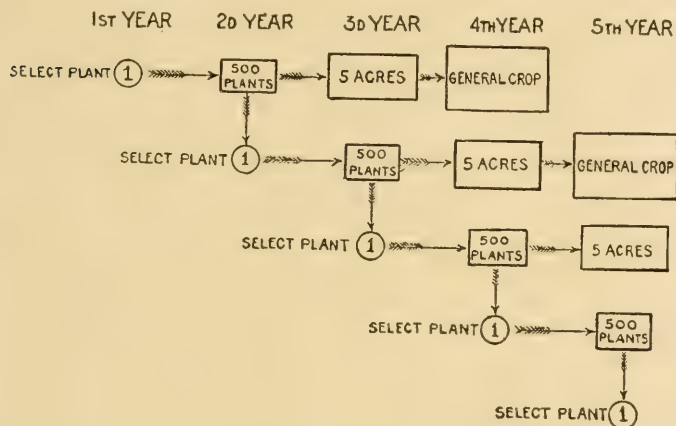 1ST YEAR 2D YEAR 3D YEAR 4TH YEAR 5TH YEAR
SELECT PLANT 1 500 PLANTS 5 ACRES GENERAL CROP
SELECT PLANT 1 500 PLANTS 5 ACRES GENERAL CROP
SELECT PLANT 1 500 PLANTS 5 ACRES
SELECT PLANT 1 500 PLANTS
SELECT PLANT 1